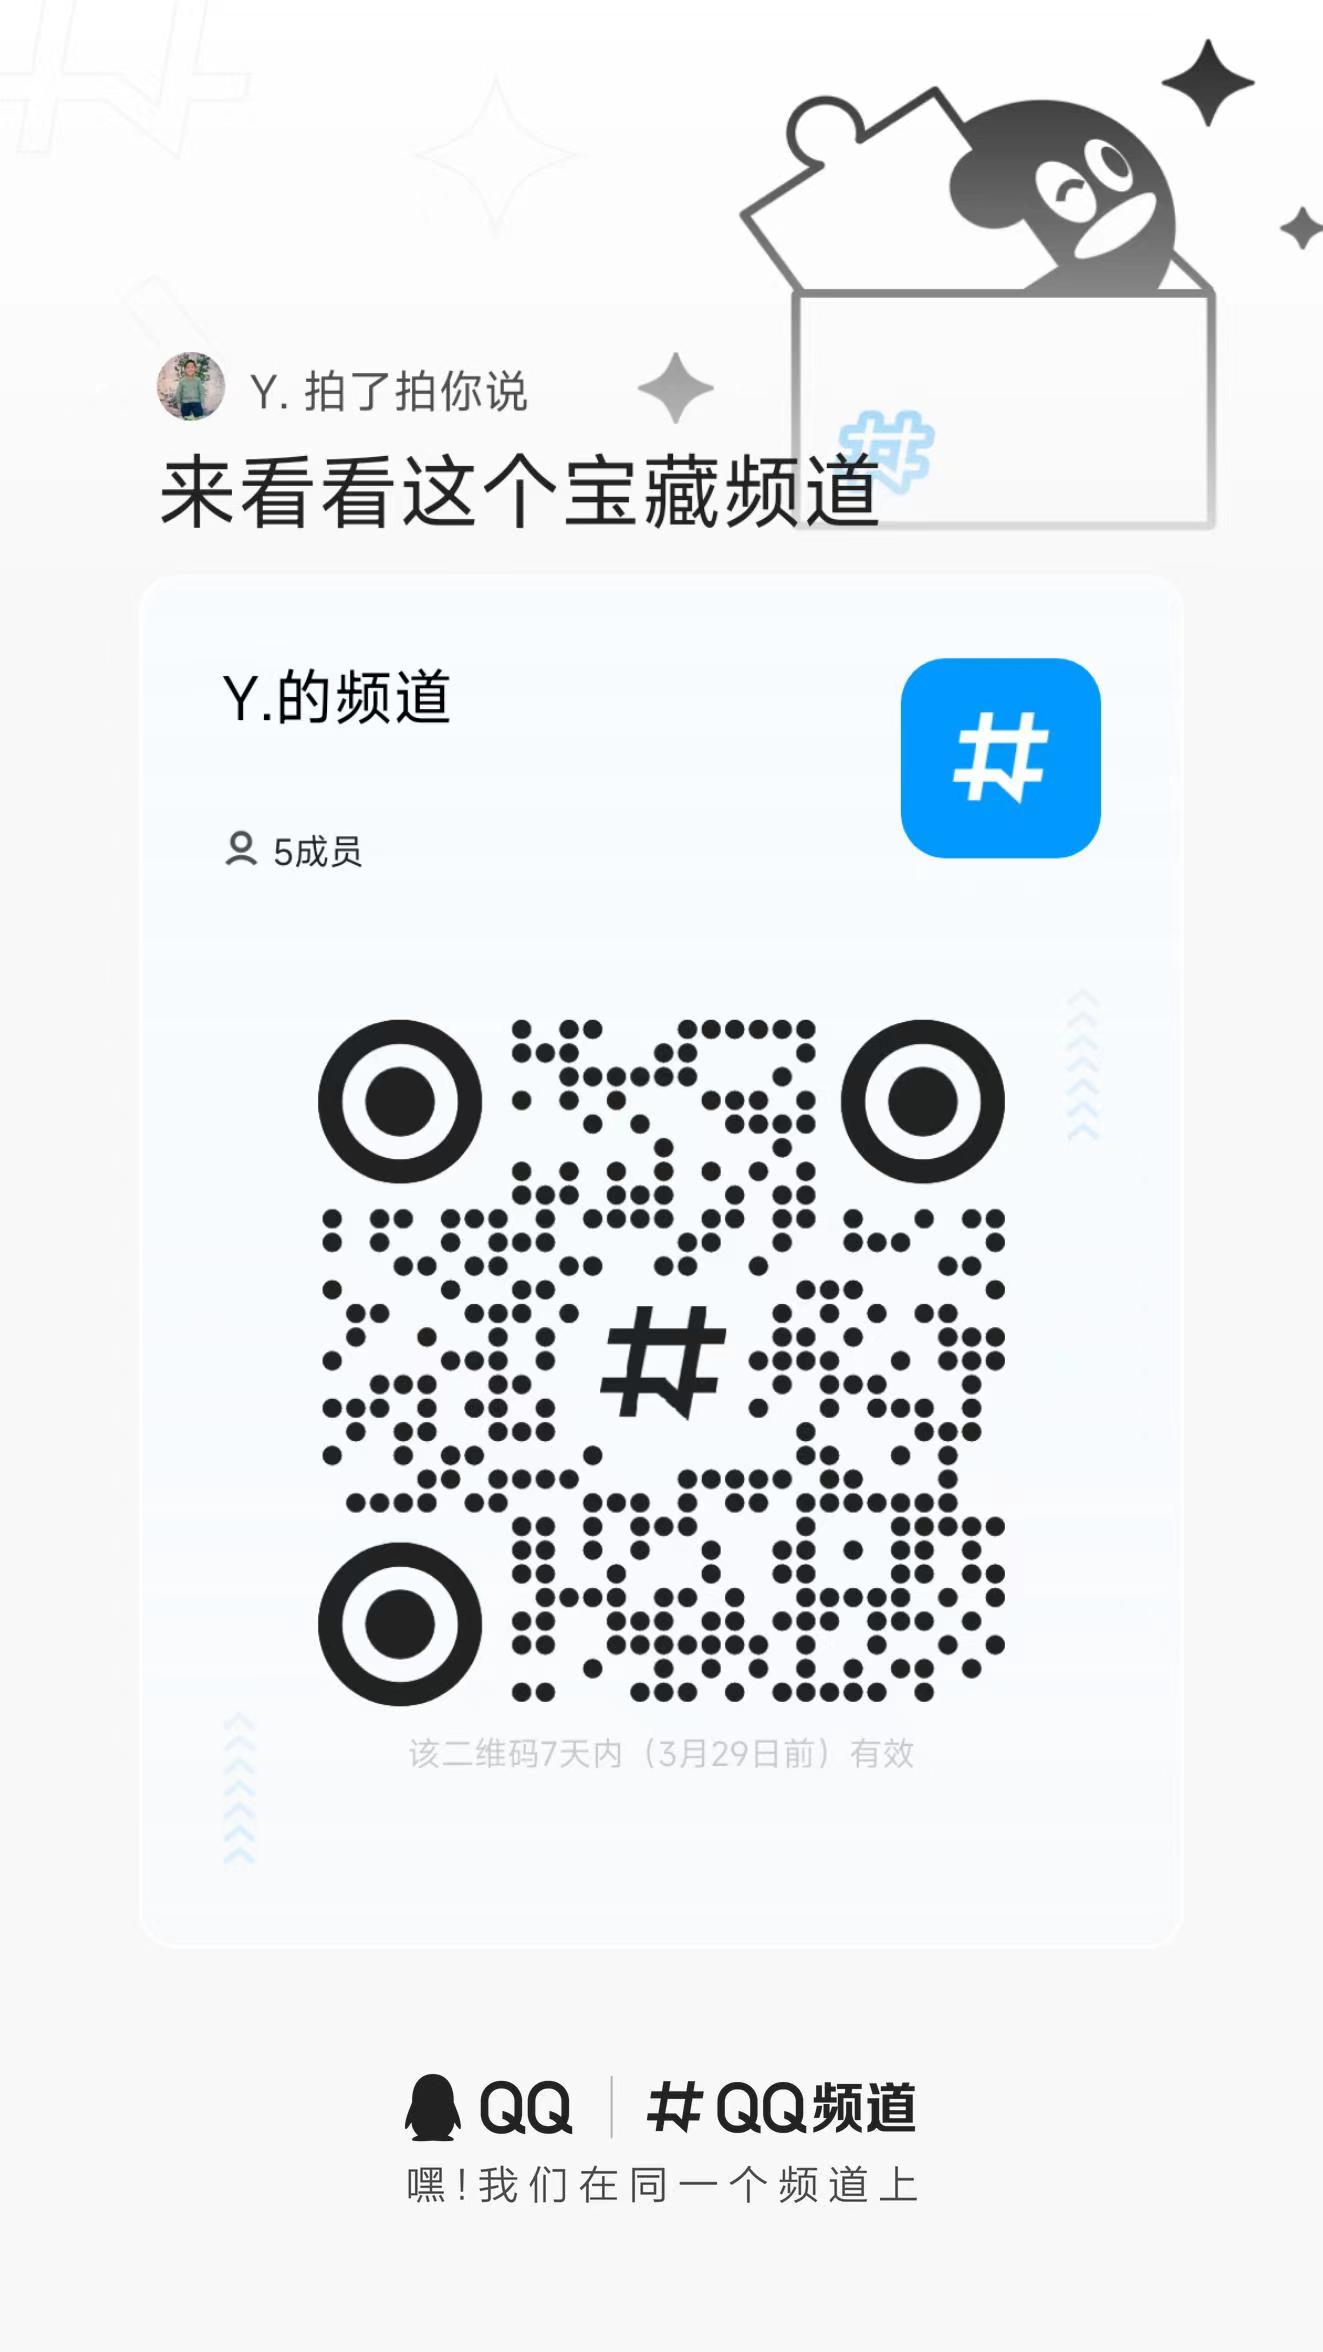 Y. 拍了拍你说
来看看这个宝藏频道
Y.的频道
5成员
该二维码7天内（3月29日前）有效
QQ | QQ频道
嘿!我们在同一个频道上